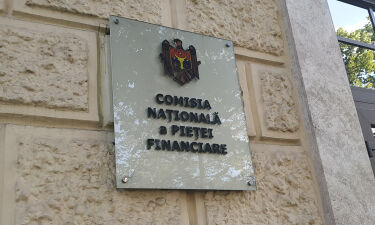 COMISIA
NAȚIONALĂ
a PIEȚEI
FINANCIARE